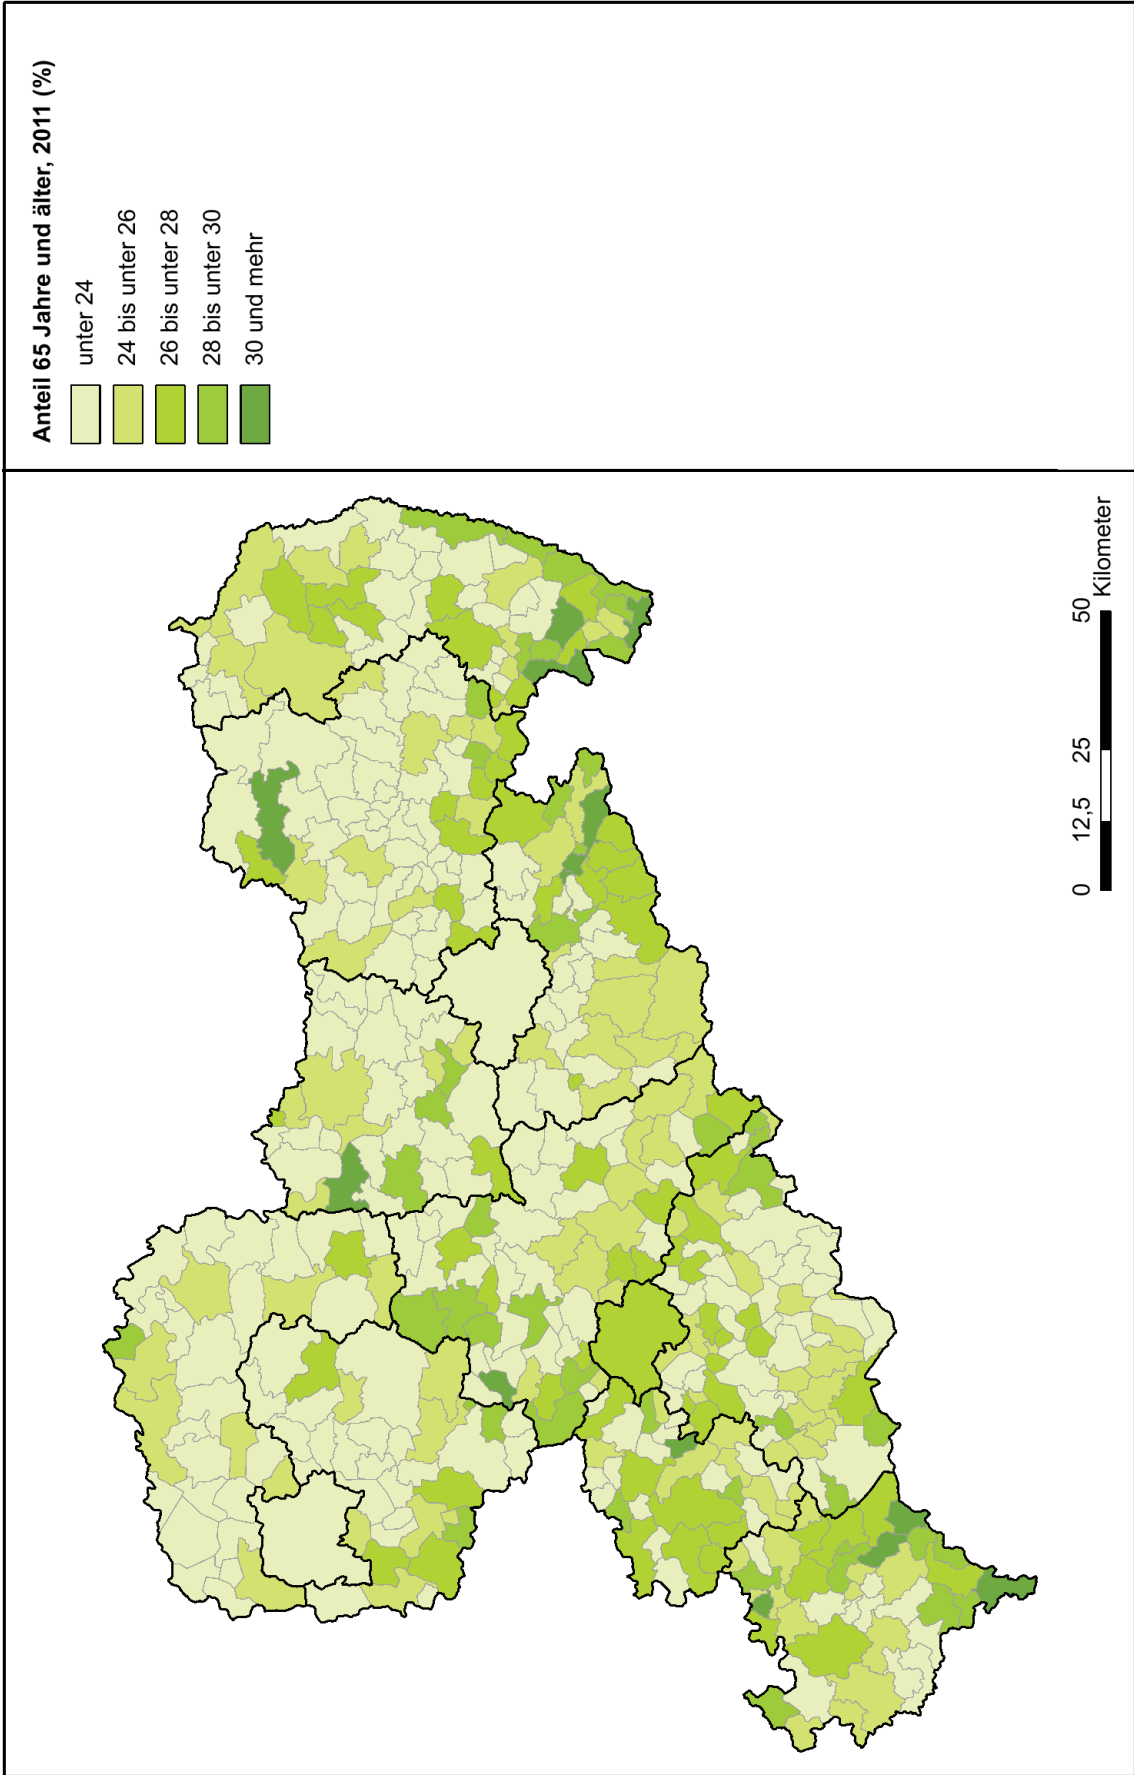 Anteil 65 Jahre und älter, 2011 (%)
unter 24
24 bis unter 26
26 bis unter 28
28 bis unter 30
30 und mehr
0 12,5 25 50
Kilometer